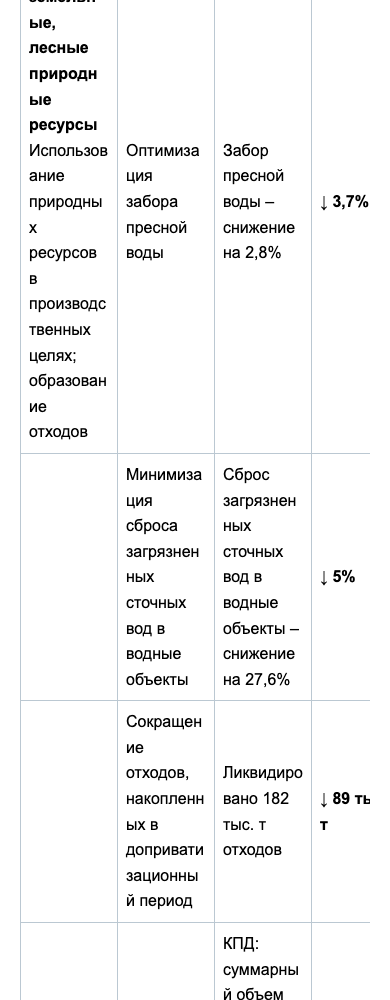 ые,
лесные
природн
ые
ресурсы
Использов
ание
природны
х
ресурсов
в
производс
твенных
целях;
образован
ие
отходов
Оптимиза
ция
забора
пресной
воды
Забор
пресной
воды –
снижение
на 2,8%
↓ 3,7%
Минимиза
ция
сброса
загрязнен
ных
сточных
вод в
водные
объекты
Сброс
загрязнен
ных
сточных
вод в
водные
объекты –
снижение
на 27,6%
↓ 5%
Сокращен
ие
отходов,
накопленн
ых в
допривати
зационны
й период
Ликвидиро
вано 182
тыс. т
отходов
↓ 89 ты
т
КПД:
суммарны
й объем